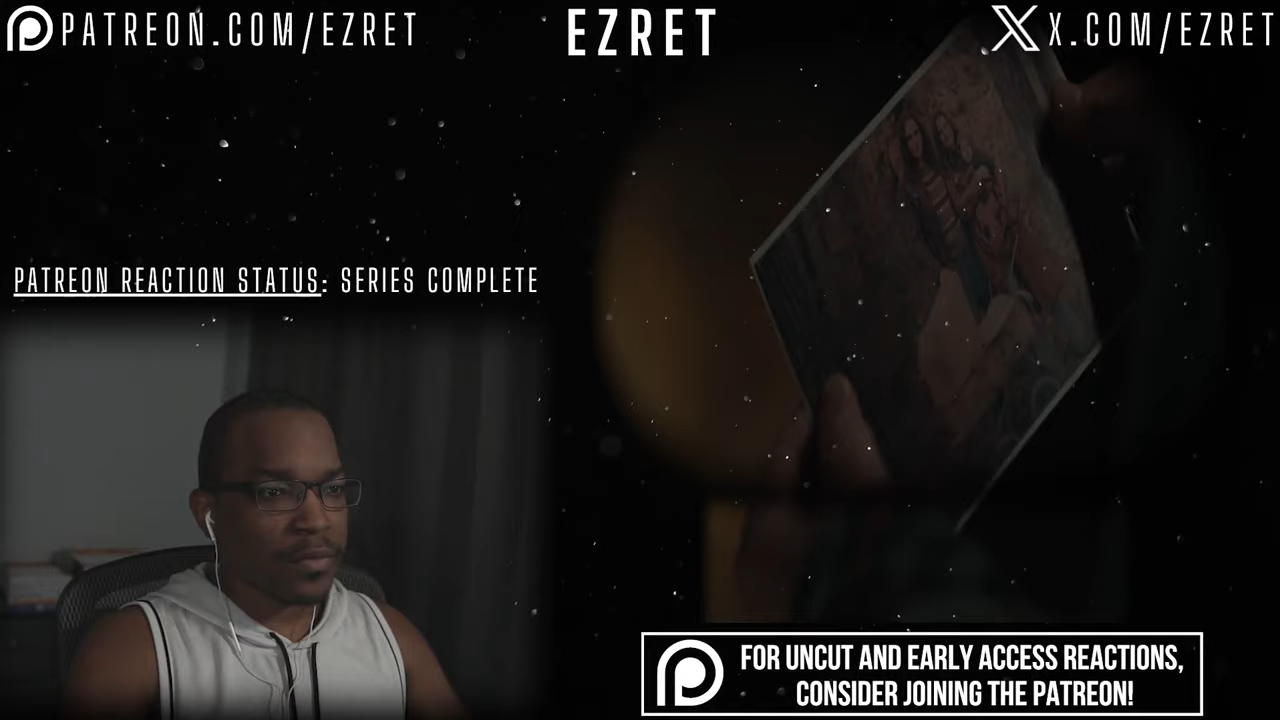 PATREON.COM/EZRET
EZRET
X.COM/EZRET
PATREON REACTION STATUS: SERIES COMPLETE
FOR UNCUT AND EARLY ACCESS REACTIONS,
CONSIDER JOINING THE PATREON!